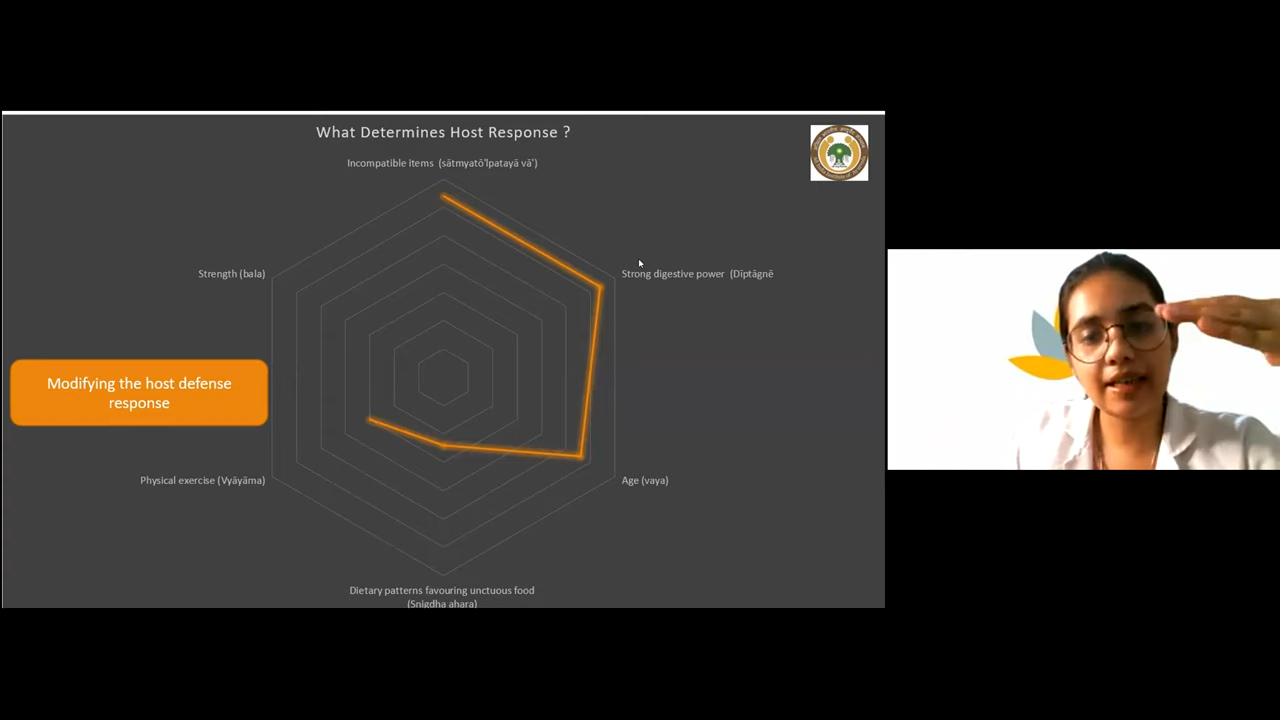 What Determines Host Response ?
Incompatible items (sātmyatō'lpatayā vā')
Strength (bala)
Strong digestive power (Dīptāgnē
Modifying the host defense
response
Physical exercise (Vyāyāma)
Age (vaya)
Dietary patterns favouring unctuous food
(Snigdha ahara)